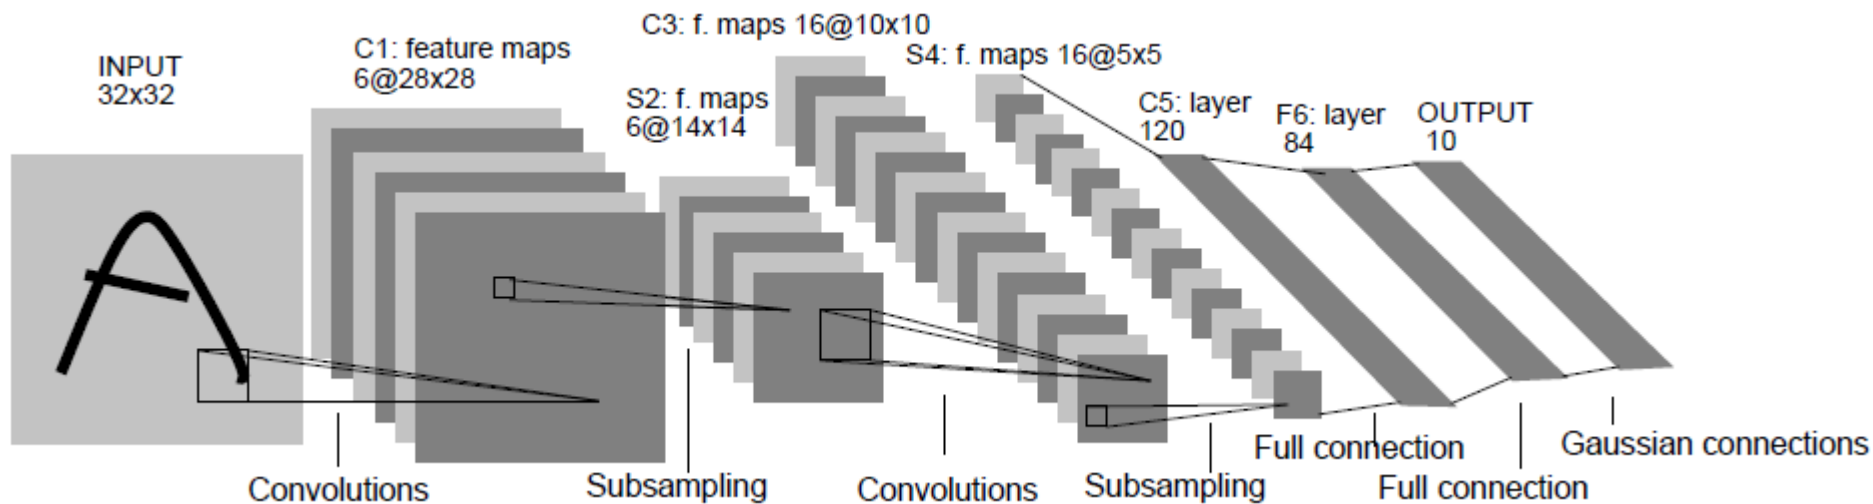 INPUT
32x32
C1: feature maps
6@28x28
S2: f. maps
6@14x14
C3: f. maps 16@10x10
S4: f. maps 16@5x5
C5: layer
120
F6: layer
84
OUTPUT
10
Convolutions
Subsampling
Convolutions
Subsampling
Full connection
Full connection
Gaussian connections